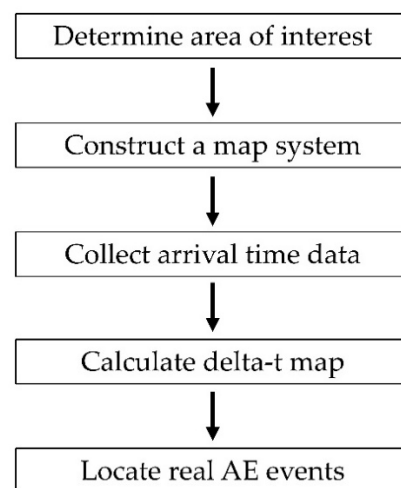 Determine area of interest
Construct a map system
Collect arrival time data
Calculate delta-t map
Locate real AE events